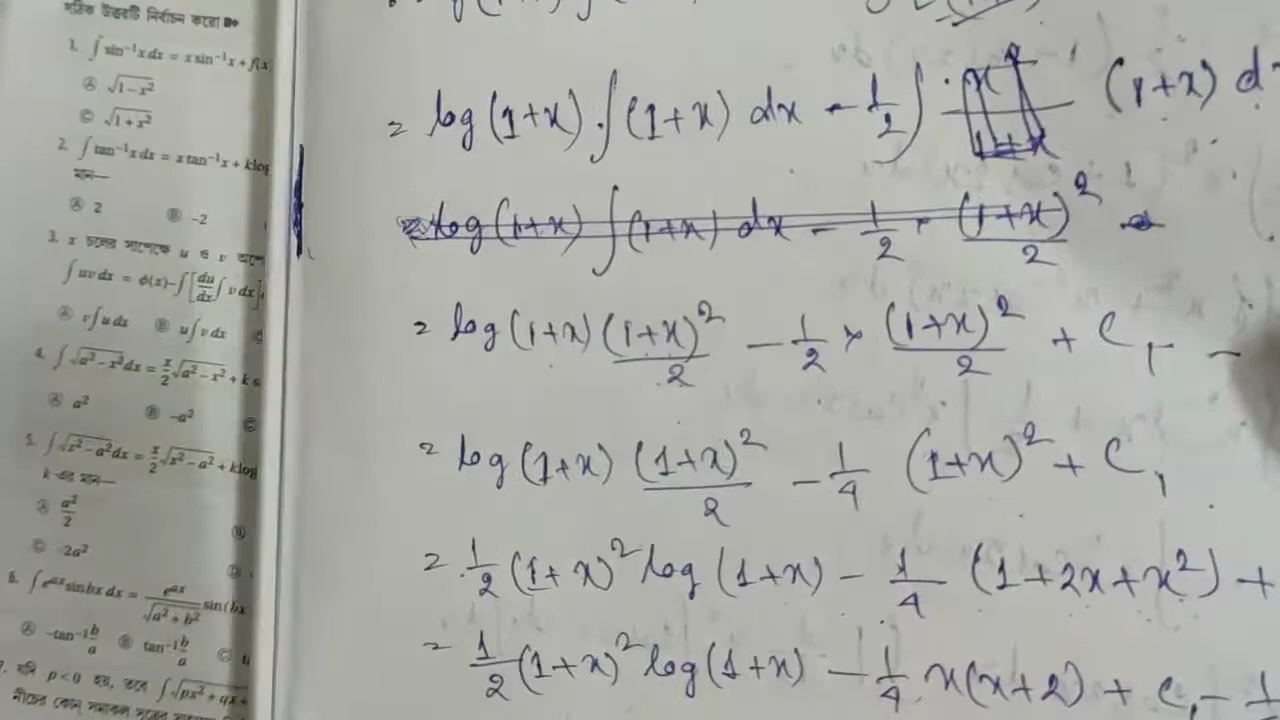 সঠিক উত্তরটি নির্বাচন করো
1. ∫ sin⁻¹x dx = x sin⁻¹x + f(x
Ⓐ √1−x²
Ⓒ √1+x²
2. ∫ tan⁻¹x dx = x tan⁻¹x + klog
মান—
Ⓐ 2 Ⓑ −2
3. x চলের সাপেক্ষে u ও v
∫ uv dx = ϕ(x) − ∫ [du/dx ∫ v dx]
Ⓐ v∫u dx Ⓑ u∫v dx
4. ∫ √a²−x² dx = x/2 √a²−x² + k
Ⓐ a² Ⓑ −a²
5. ∫ √x²−a² dx = x/2 √x²−a² + klog
k-এর মান—
Ⓐ a²/2 Ⓑ
Ⓒ −2a² Ⓓ
6. ∫ eᵃˣ sin bx dx = eᵃˣ/√a²+b² sin(bx
Ⓐ −tan⁻¹ b/a Ⓑ tan⁻¹ b/a Ⓒ
7. যদি p<0 হয়, তবে ∫ √px²+qx+
নীচের কোন
= log (1+x) . ∫(1+x) dx − 1/2 ∫ (1+x) d
= log (1+x) ∫(1+x) dx − 1/2 . (1+x)²/2
= log (1+x) (1+x)²/2 − 1/2 × (1+x)²/2 + C₁ −
= log (1+x) (1+x)²/2 − 1/4 (1+x)² + C₁
= 1/2 (1+x)² log (1+x) − 1/4 (1+2x+x²) +
= 1/2 (1+x)² log (1+x) − 1/4 x(x+2) + C₁ − 1